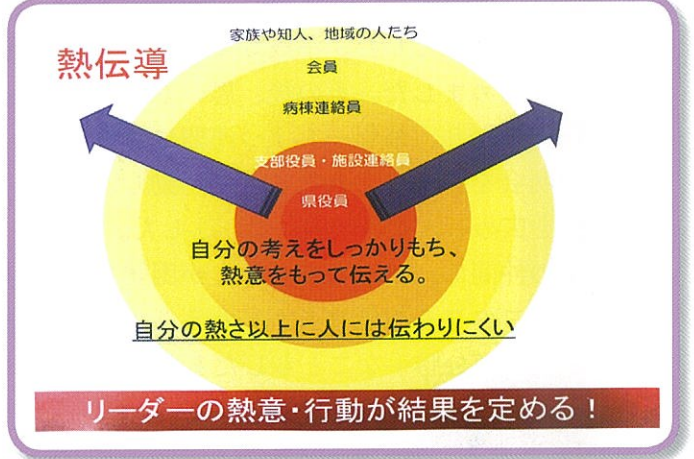 家族や知人、地域の人たち
熱伝導
会員
病棟連絡員
支部役員・施設連絡員
県役員
自分の考えをしっかりもち、
熱意をもって伝える。
自分の熱さ以上に人には伝わりにくい
リーダーの熱意・行動が結果を定める！